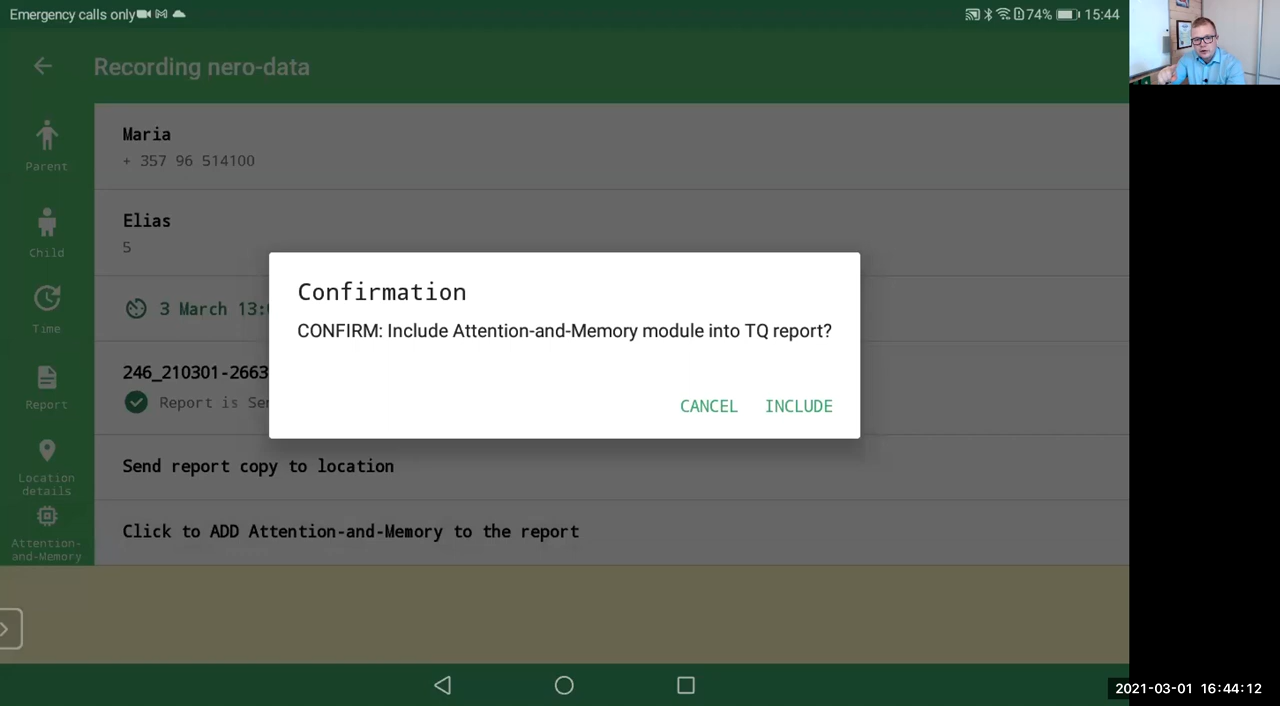 Emergency calls only
74% 15:44
Recording nero-data
Parent
Maria
+ 357 96 514100
Child
Elias
5
Time
3 March 13:
Report
246_210301-2663
Report is Sen
Confirmation
CONFIRM: Include Attention-and-Memory module into TQ report?
CANCEL INCLUDE
Location
details
Send report copy to location
Attention-
and-Memory
Click to ADD Attention-and-Memory to the report
2021-03-01 16:44:12